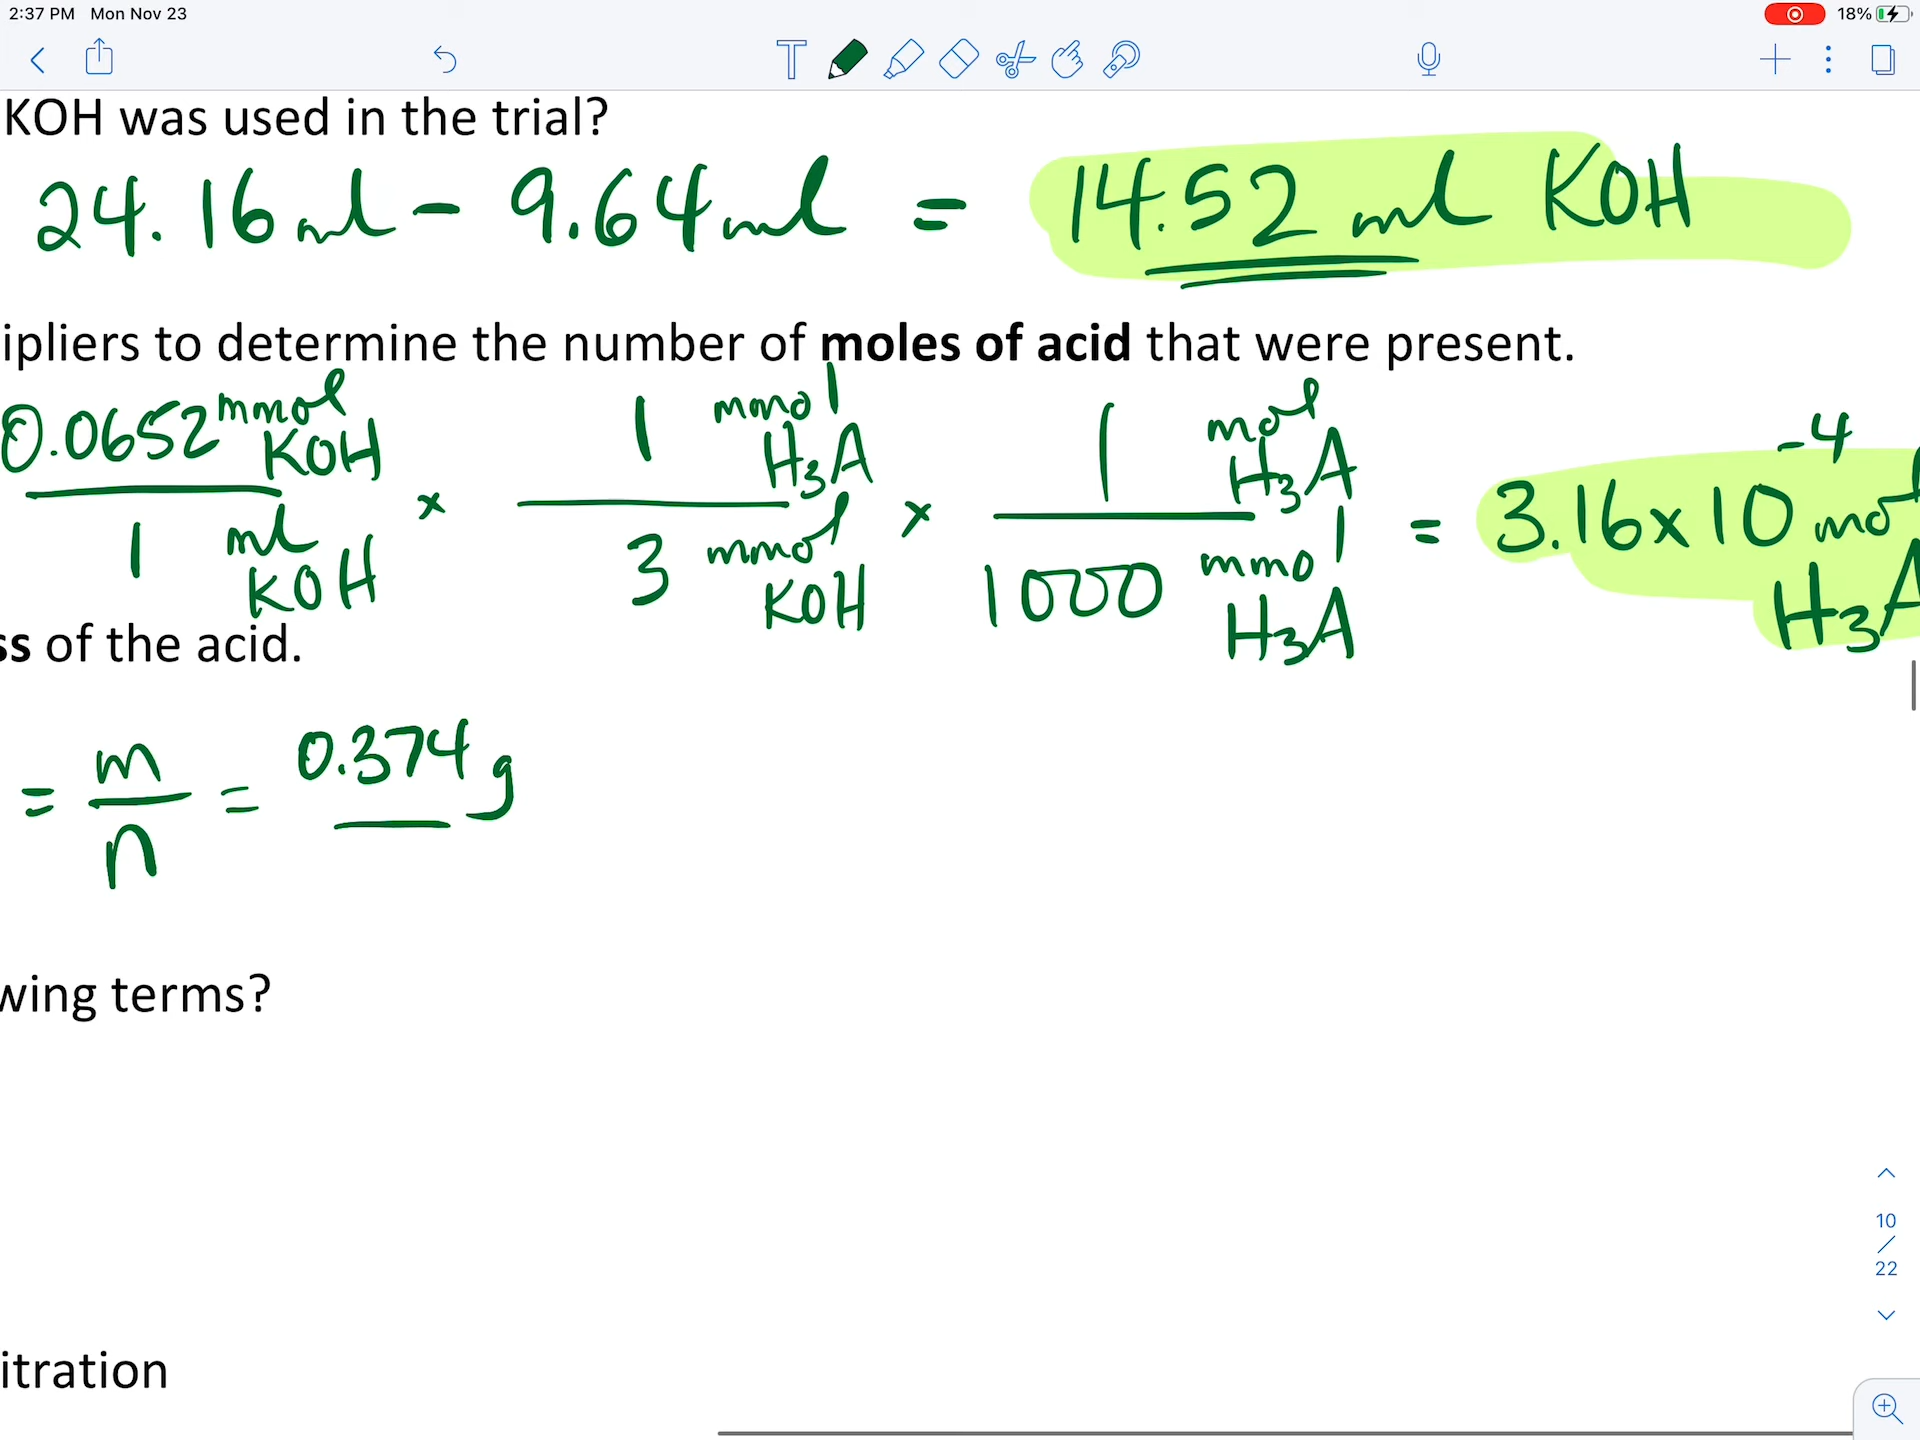 2:37 PM Mon Nov 23 18%
T
KOH was used in the trial?
24.16 ml - 9.64 ml = 14.52 ml KOH
ipliers to determine the number of moles of acid that were present.
0.0652 mmol KOH / 1 ml KOH × 1 mmol H₃A / 3 mmol KOH × 1 mol H₃A / 1000 mmol H₃A = 3.16 x 10⁻⁴ mol H₃A
ss of the acid.
= m / n = 0.374 g
wing terms?
10 / 22
itration